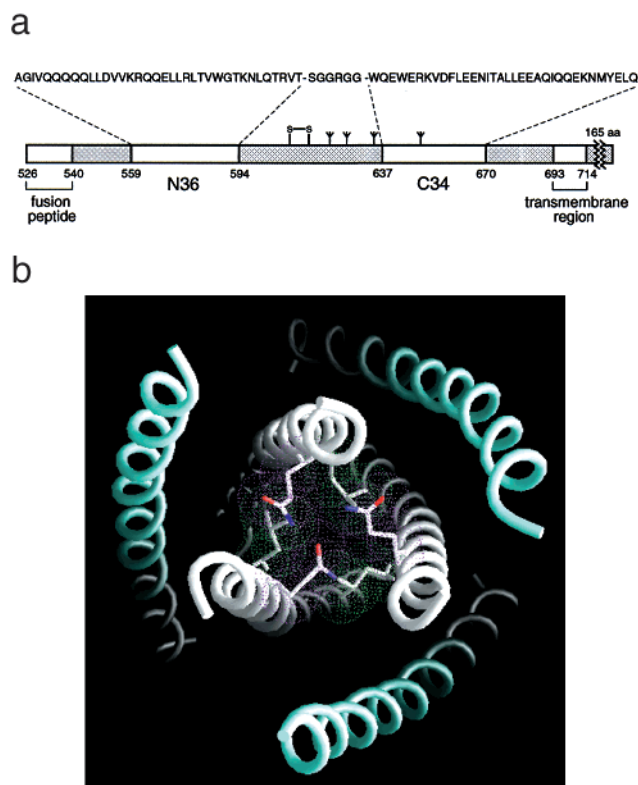 a
AGIVQQQQQLLDVVKRQQELLRLTVWGTKNLQTRVT-SGGRGG-WQEWERKVDFLEENITALLEEAQIQQEKNMYELQ
s s
165 aa
526 540 559 594 637 670 693 714
N36 C34
fusion transmembrane
peptide region
b